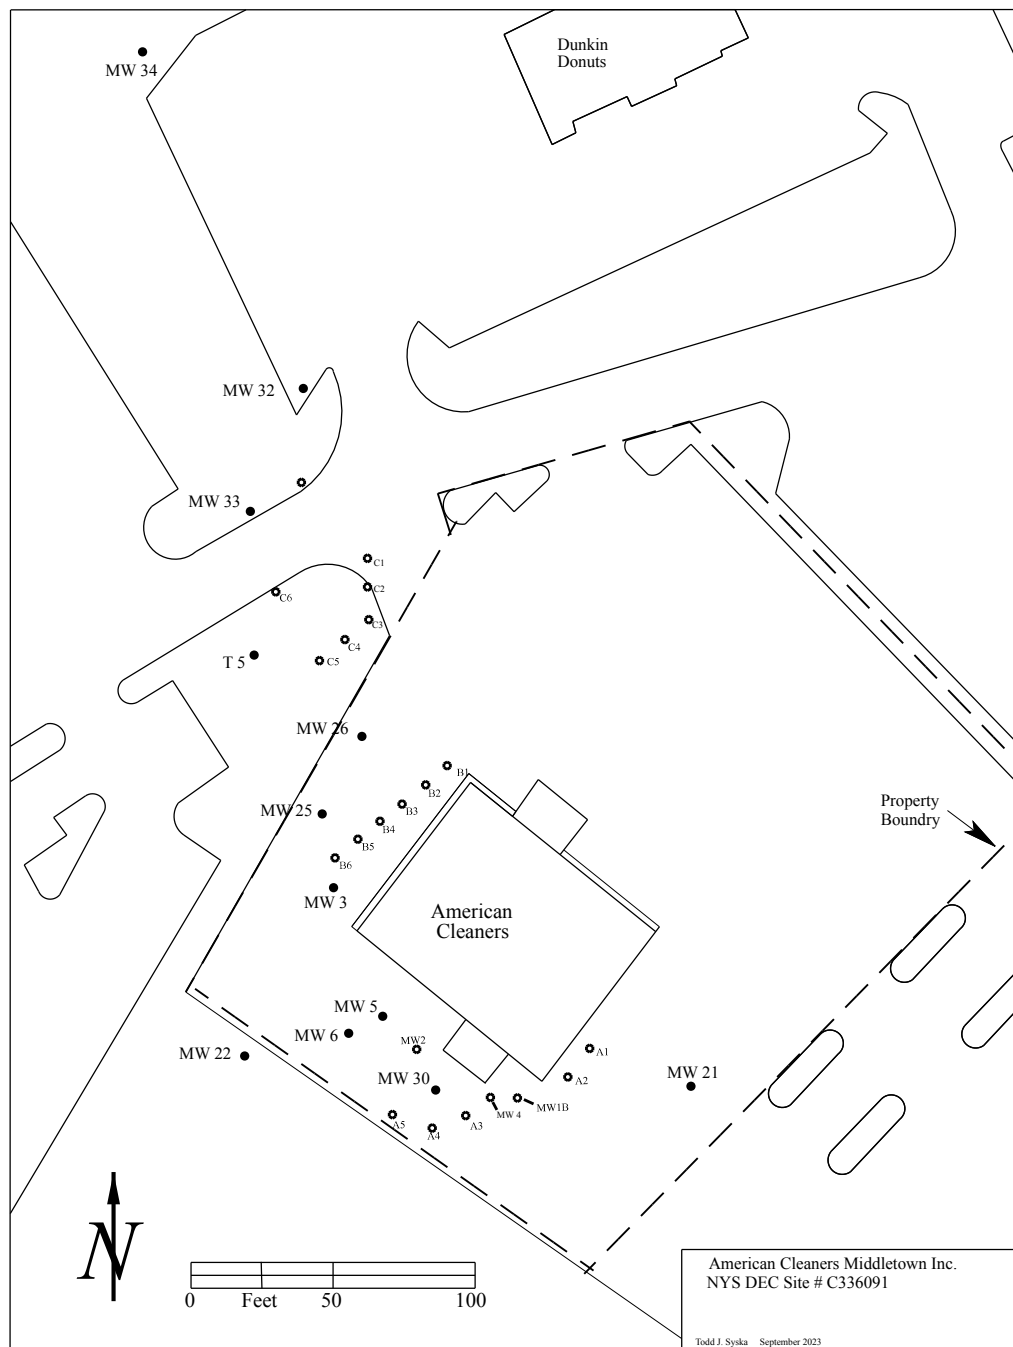 Dunkin
Donuts
MW 34
MW 32
MW 33
C1
C2
C6
C3
C4
T 5
C5
MW 26
B1
B2
B3
MW 25
B4
B5
B6
Property
Boundry
MW 3
American
Cleaners
MW 5
MW 6
MW2
MW 22
A1
A2
MW 30
MW 21
MW 4
MW1B
A5
A3
A4
N
0 Feet 50 100
American Cleaners Middletown Inc.
NYS DEC Site # C336091
Todd J. Syska September 2023